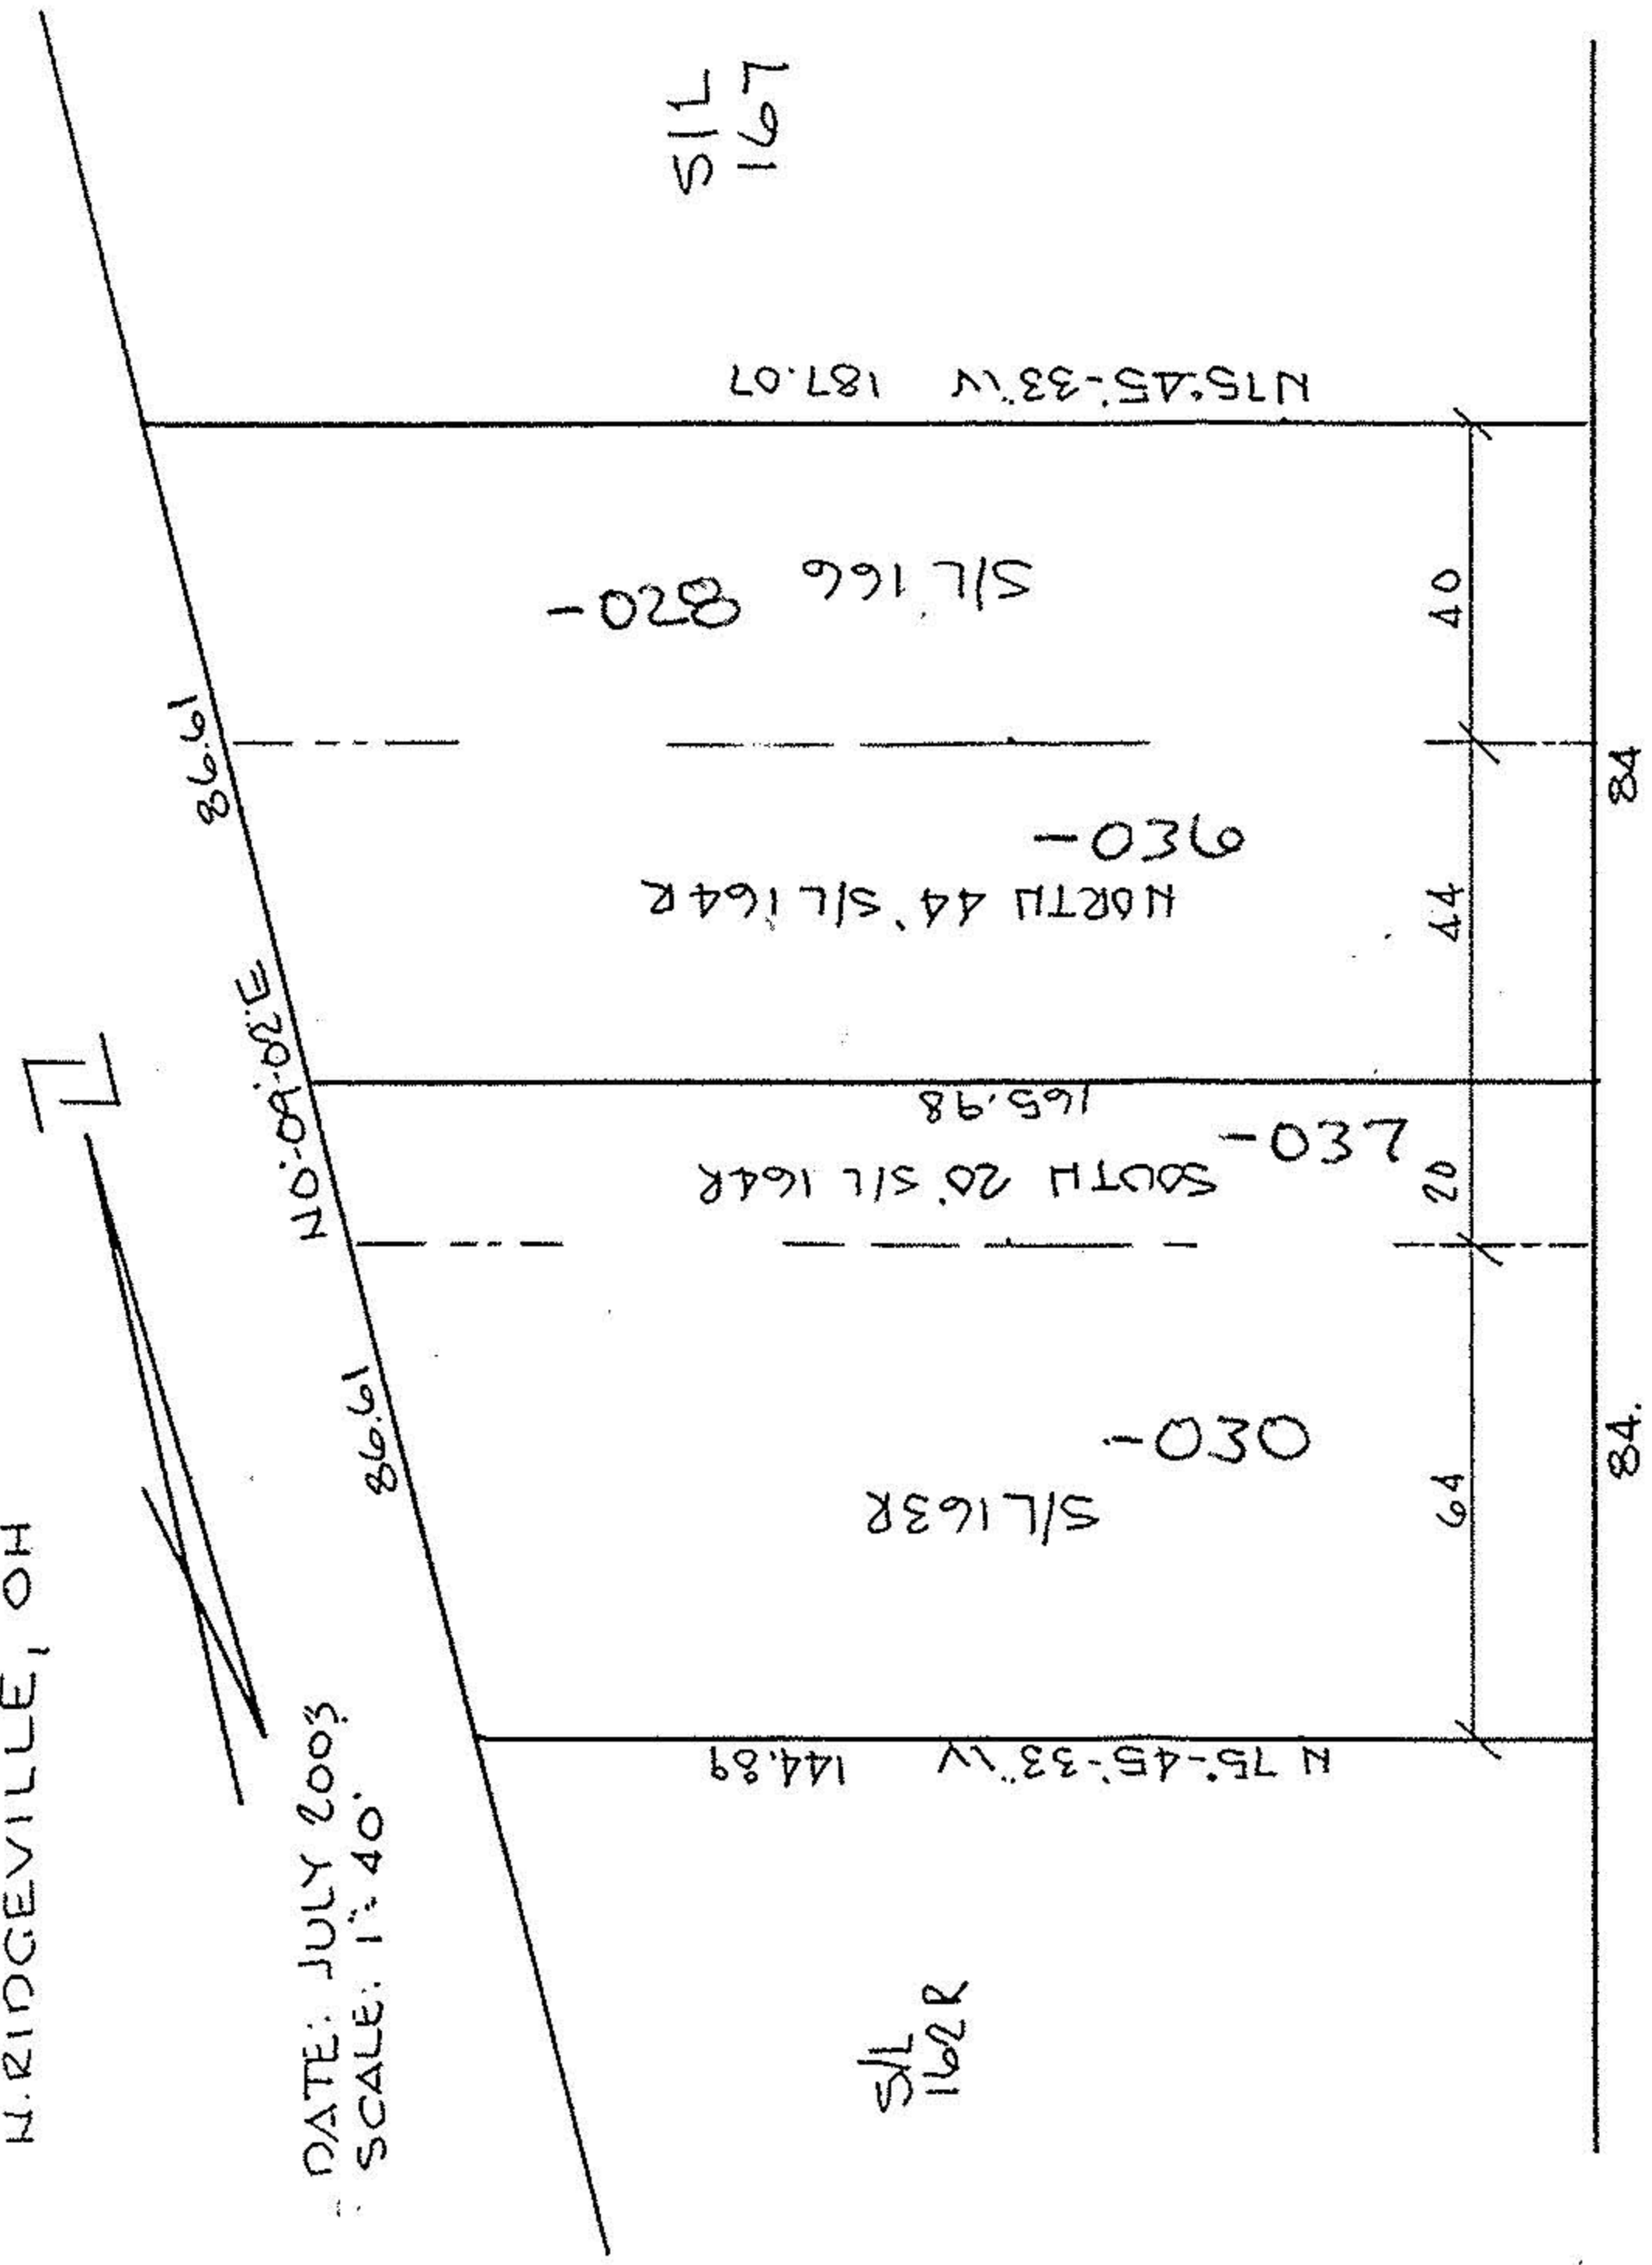 N. RIDGEVILLE, OH
DATE: JULY 2003
SCALE: 1": 40'
N
N0°-09'-02"E
86.61
86.61
S/L
162R
N 75°-45'-33"W 144.89
S/L 163R
030-
SOUTH 20' S/L 164R
037-
165.98
NORTH 44' S/L 164R
036-
S/L 166
028-
N75°-45'-33"W 187.07
S/L
167
64
20
44
40
84.
84